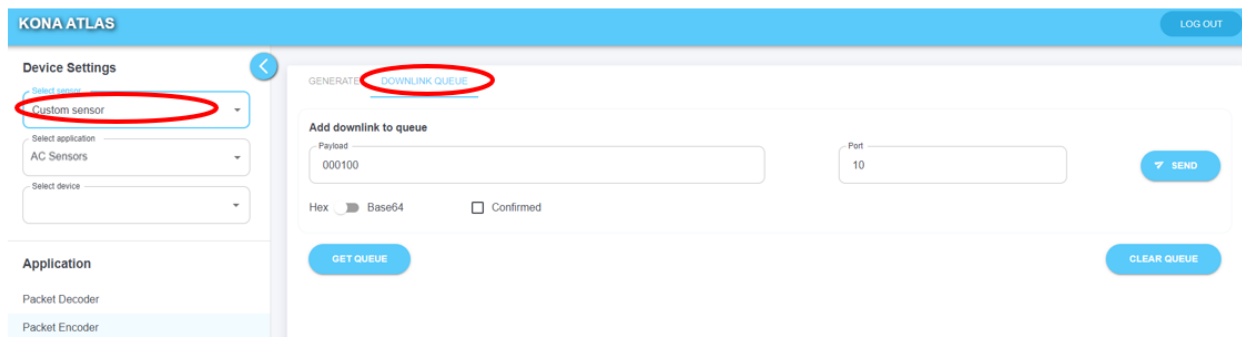 KONA ATLAS
LOG OUT
Device Settings
Select sensor
Custom sensor
Select application
AC Sensors
Select device
Application
Packet Decoder
Packet Encoder
GENERATE
DOWNLINK QUEUE
Add downlink to queue
Payload
000100
Port
10
SEND
Hex
Base64
Confirmed
GET QUEUE
CLEAR QUEUE